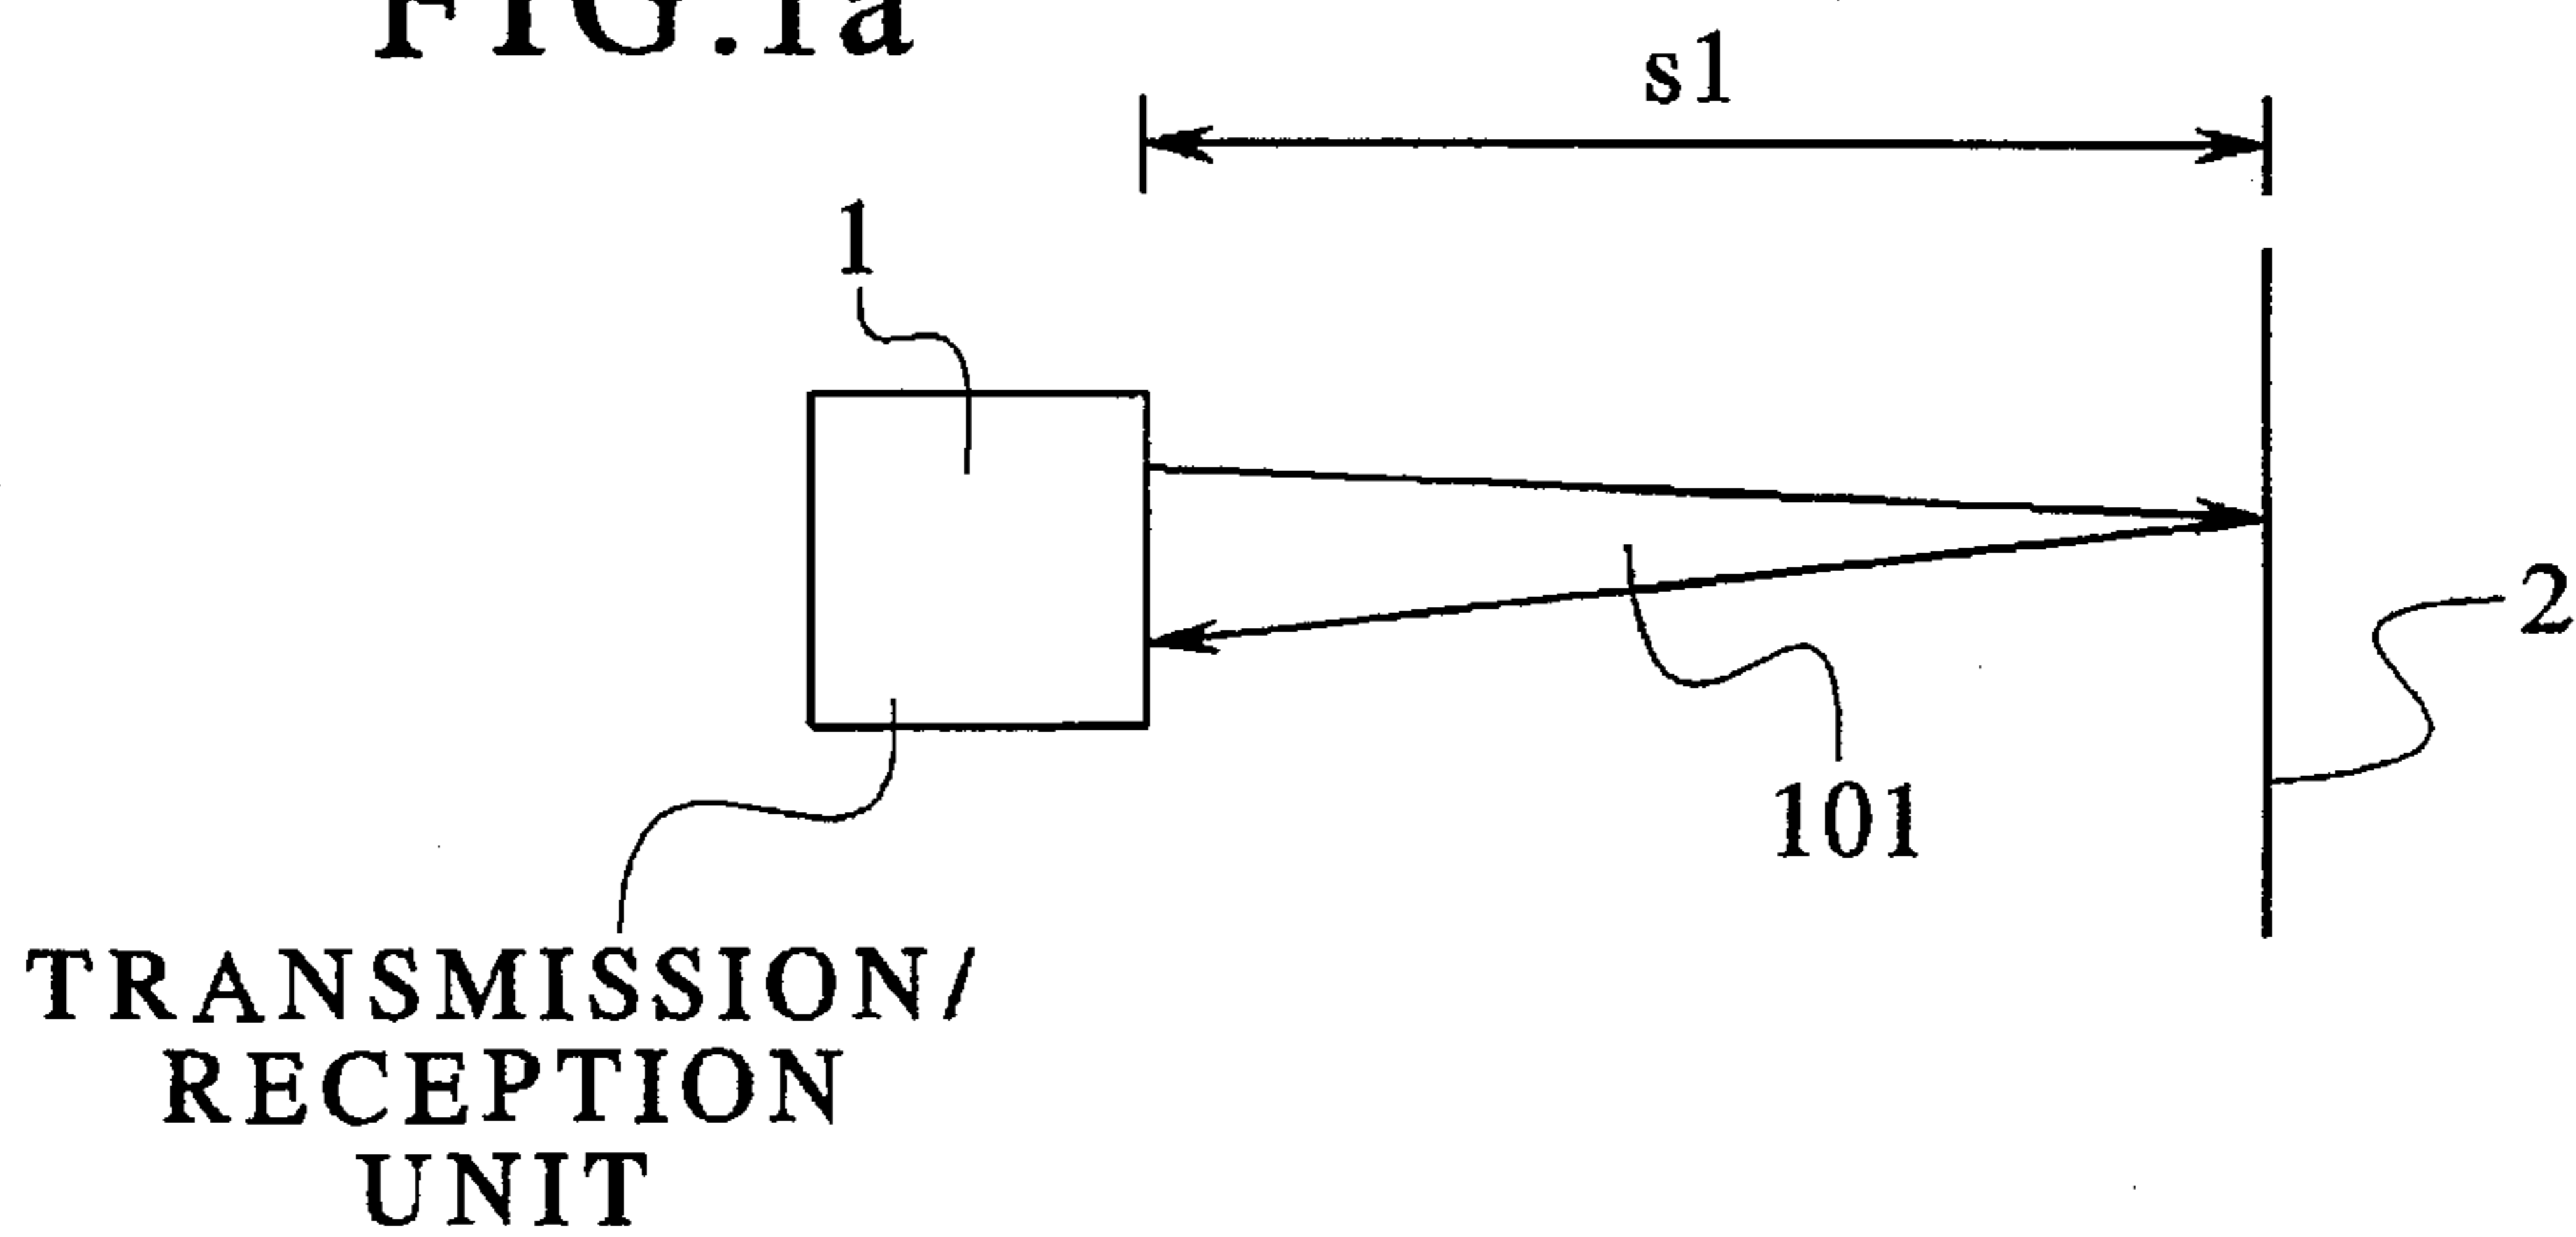 FIG.1a
s1
1
2
101
TRANSMISSION/
RECEPTION
UNIT